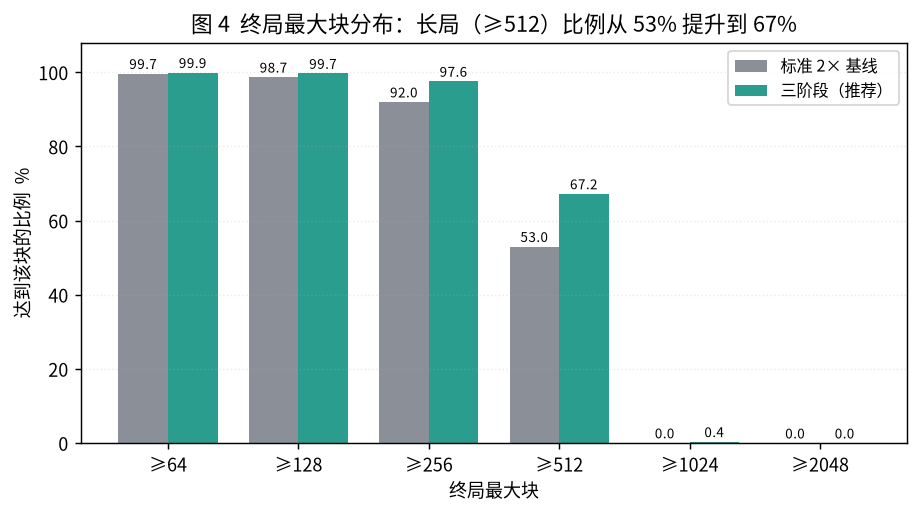 图 4 终局最大块分布：长局（≥512）比例从 53% 提升到 67%
标准 2× 基线
三阶段（推荐）
达到该块的比例 %
100
80
60
40
20
0
99.7 99.9 98.7 99.7 92.0 97.6 53.0 67.2 0.0 0.4 0.0 0.0
≥64 ≥128 ≥256 ≥512 ≥1024 ≥2048
终局最大块